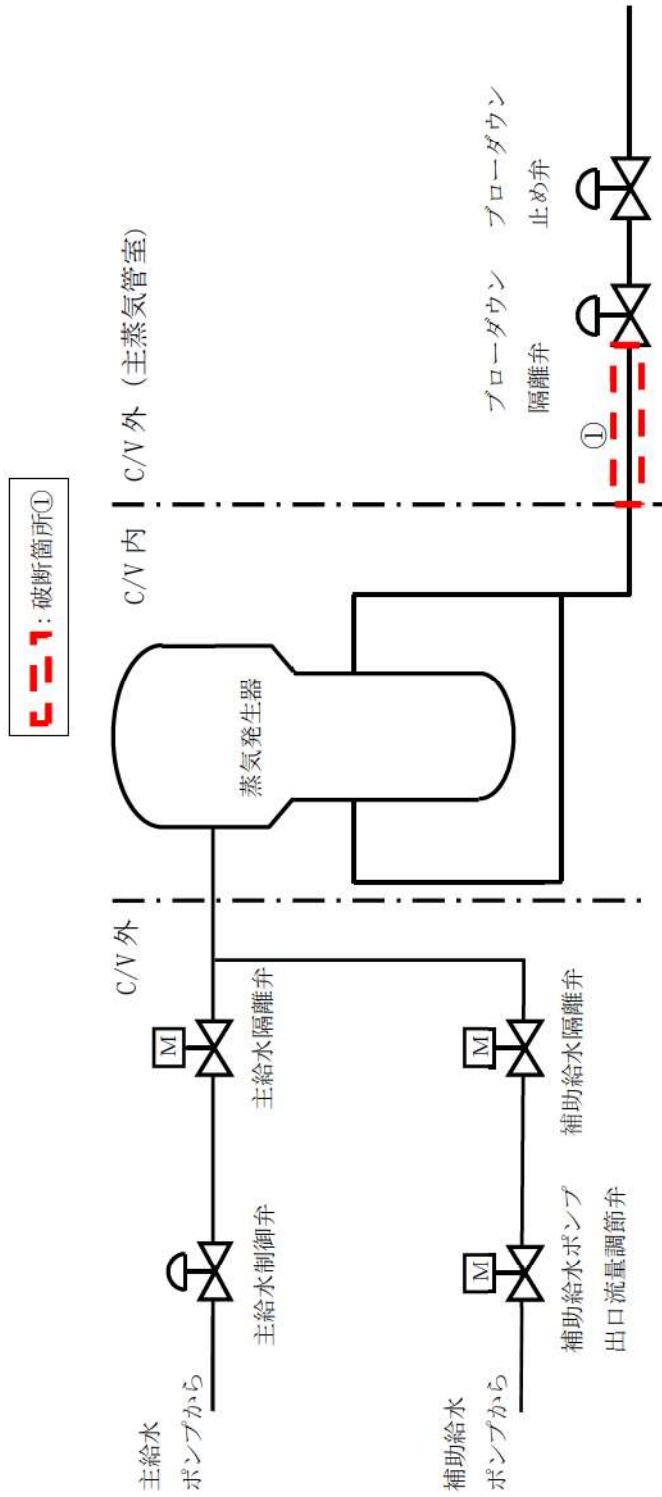 ：破断箇所①
C/V 外
C/V 内
C/V 外 (主蒸気管室)
主給水
ポンプから
主給水制御弁
M
主給水隔離弁
蒸気発生器
補助給水
ポンプから
M
補助給水ポンプ
出口流量調節弁
M
補助給水隔離弁
①
ブローダウン
隔離弁
ブローダウン
止め弁